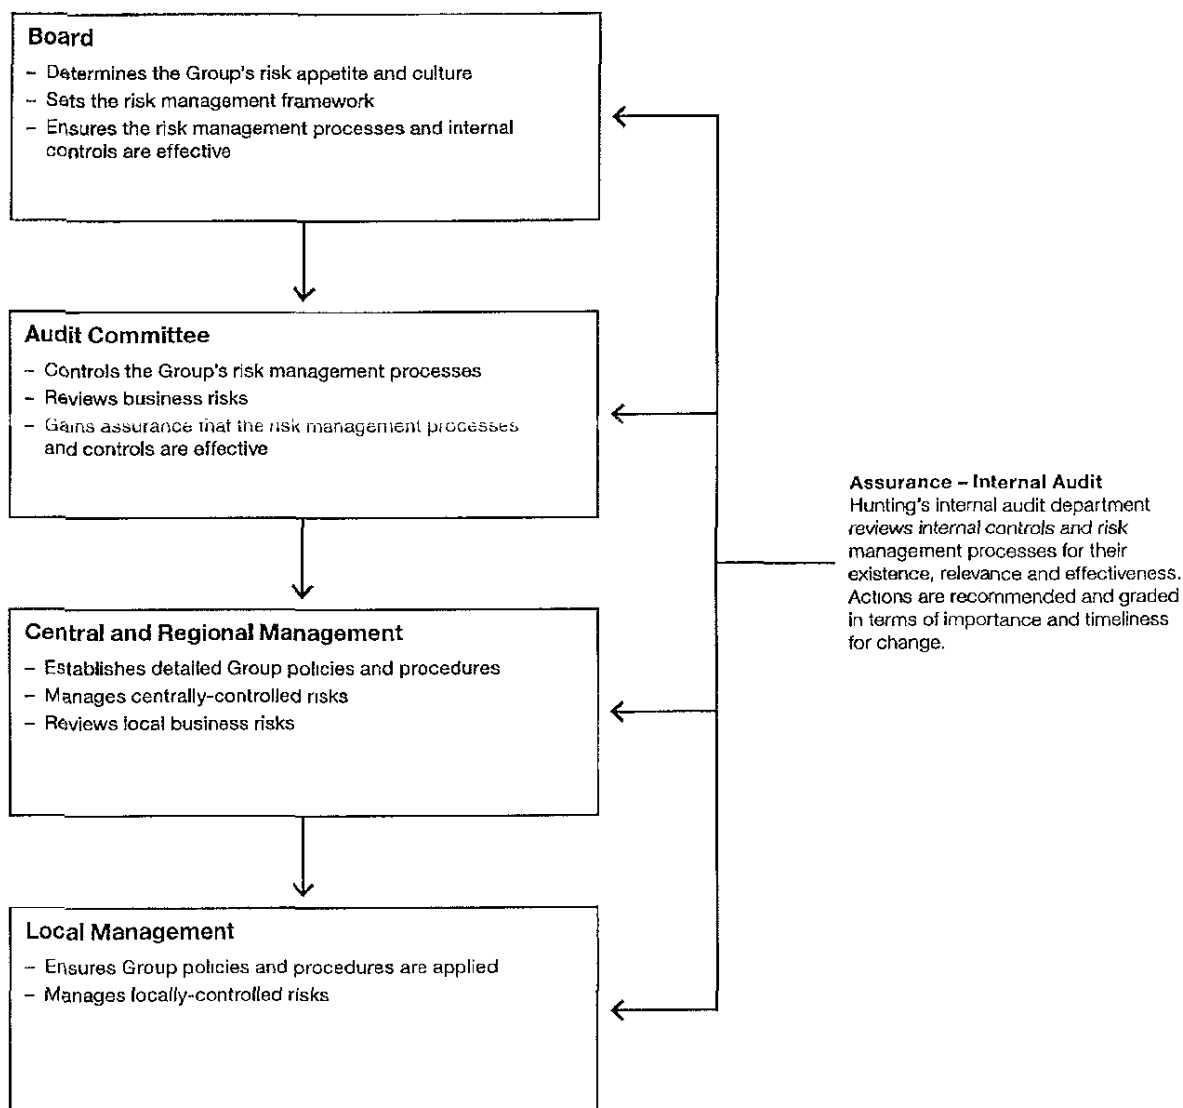 Board
– Determines the Group's risk appetite and culture
– Sets the risk management framework
– Ensures the risk management processes and internal
controls are effective
Audit Committee
– Controls the Group's risk management processes
– Reviews business risks
– Gains assurance that the risk management processes
and controls are effective
Central and Regional Management
– Establishes detailed Group policies and procedures
– Manages centrally-controlled risks
– Reviews local business risks
Local Management
– Ensures Group policies and procedures are applied
– Manages locally-controlled risks
Assurance – Internal Audit
Hunting's internal audit department
reviews internal controls and risk
management processes for their
existence, relevance and effectiveness.
Actions are recommended and graded
in terms of importance and timeliness
for change.